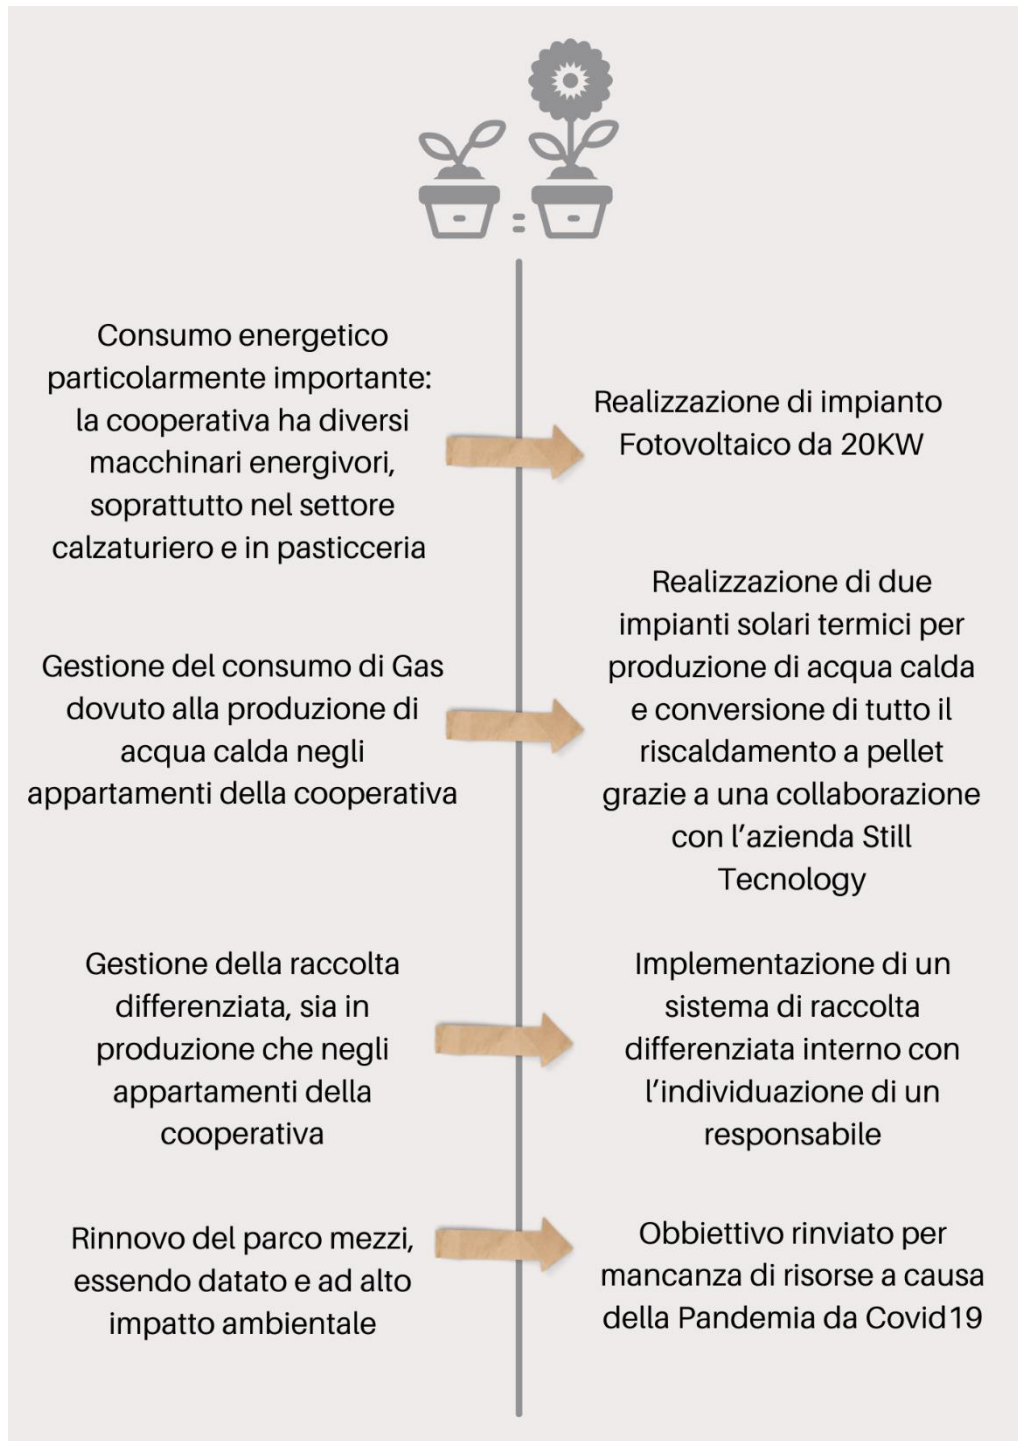 Consumo energetico
particolarmente importante:
la cooperativa ha diversi
macchinari energivori,
soprattutto nel settore
calzaturiero e in pasticceria
Realizzazione di impianto
Fotovoltaico da 20KW
Gestione del consumo di Gas
dovuto alla produzione di
acqua calda negli
appartamenti della cooperativa
Realizzazione di due
impianti solari termici per
produzione di acqua calda
e conversione di tutto il
riscaldamento a pellet
grazie a una collaborazione
con l’azienda Still
Tecnology
Gestione della raccolta
differenziata, sia in
produzione che negli
appartamenti della
cooperativa
Implementazione di un
sistema di raccolta
differenziata interno con
l’individuazione di un
responsabile
Rinnovo del parco mezzi,
essendo datato e ad alto
impatto ambientale
Obbiettivo rinviato per
mancanza di risorse a causa
della Pandemia da Covid19